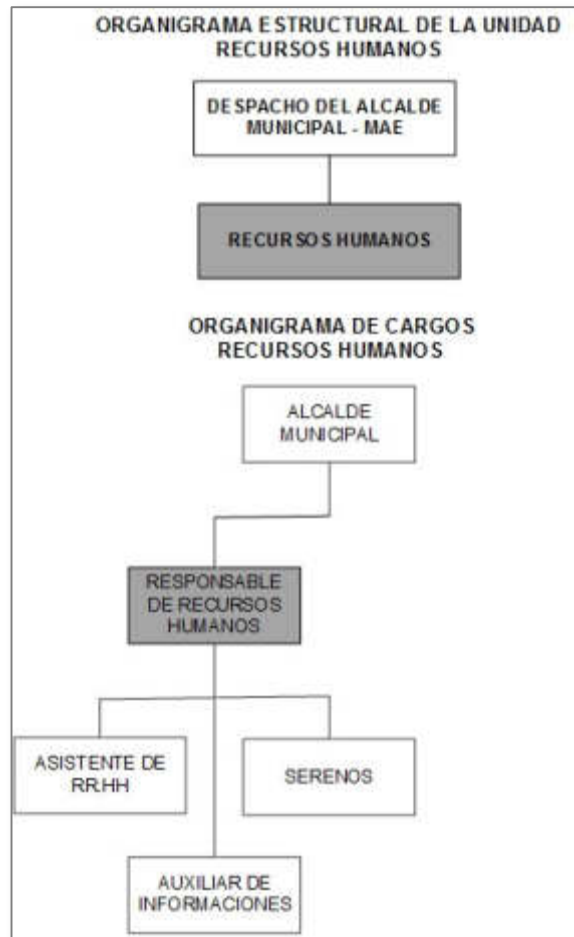 ORGANIGRAMA ESTRUCTURAL DE LA UNIDAD
RECURSOS HUMANOS
DESPACHO DEL ALCALDE
MUNICIPAL - MAE
RECURSOS HUMANOS
ORGANIGRAMA DE CARGOS
RECURSOS HUMANOS
ALCALDE
MUNICIPAL
RESPONSABLE
DE RECURSOS
HUMANOS
ASISTENTE DE
RR.HH
SERENOS
AUXILIAR DE
INFORMACIONES